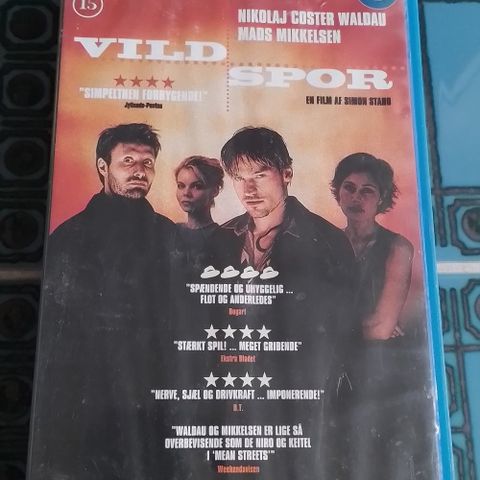 15
NIKOLAJ COSTER WALDAU
MADS MIKKELSEN
VILD
SPOR
"SIMPELTHEN FORRYGENDE!"
Jyllands-Posten
EN FILM AF SIMON STAHO
"SPÆNDENDE OG UHYGGELIG ...
FLOT OG ANDERLEDES"
Bogart
"STÆRKT SPIL! ... MEGET GRIBENDE"
Ekstra Bladet
"NERVE, SJÆL OG DRIVKRAFT ... IMPONERENDE!"
B.T.
"WALDAU OG MIKKELSEN ER LIGE SÅ
OVERBEVISENDE SOM DE NIRO OG KEITEL
I 'MEAN STREETS'"
Weekendavisen